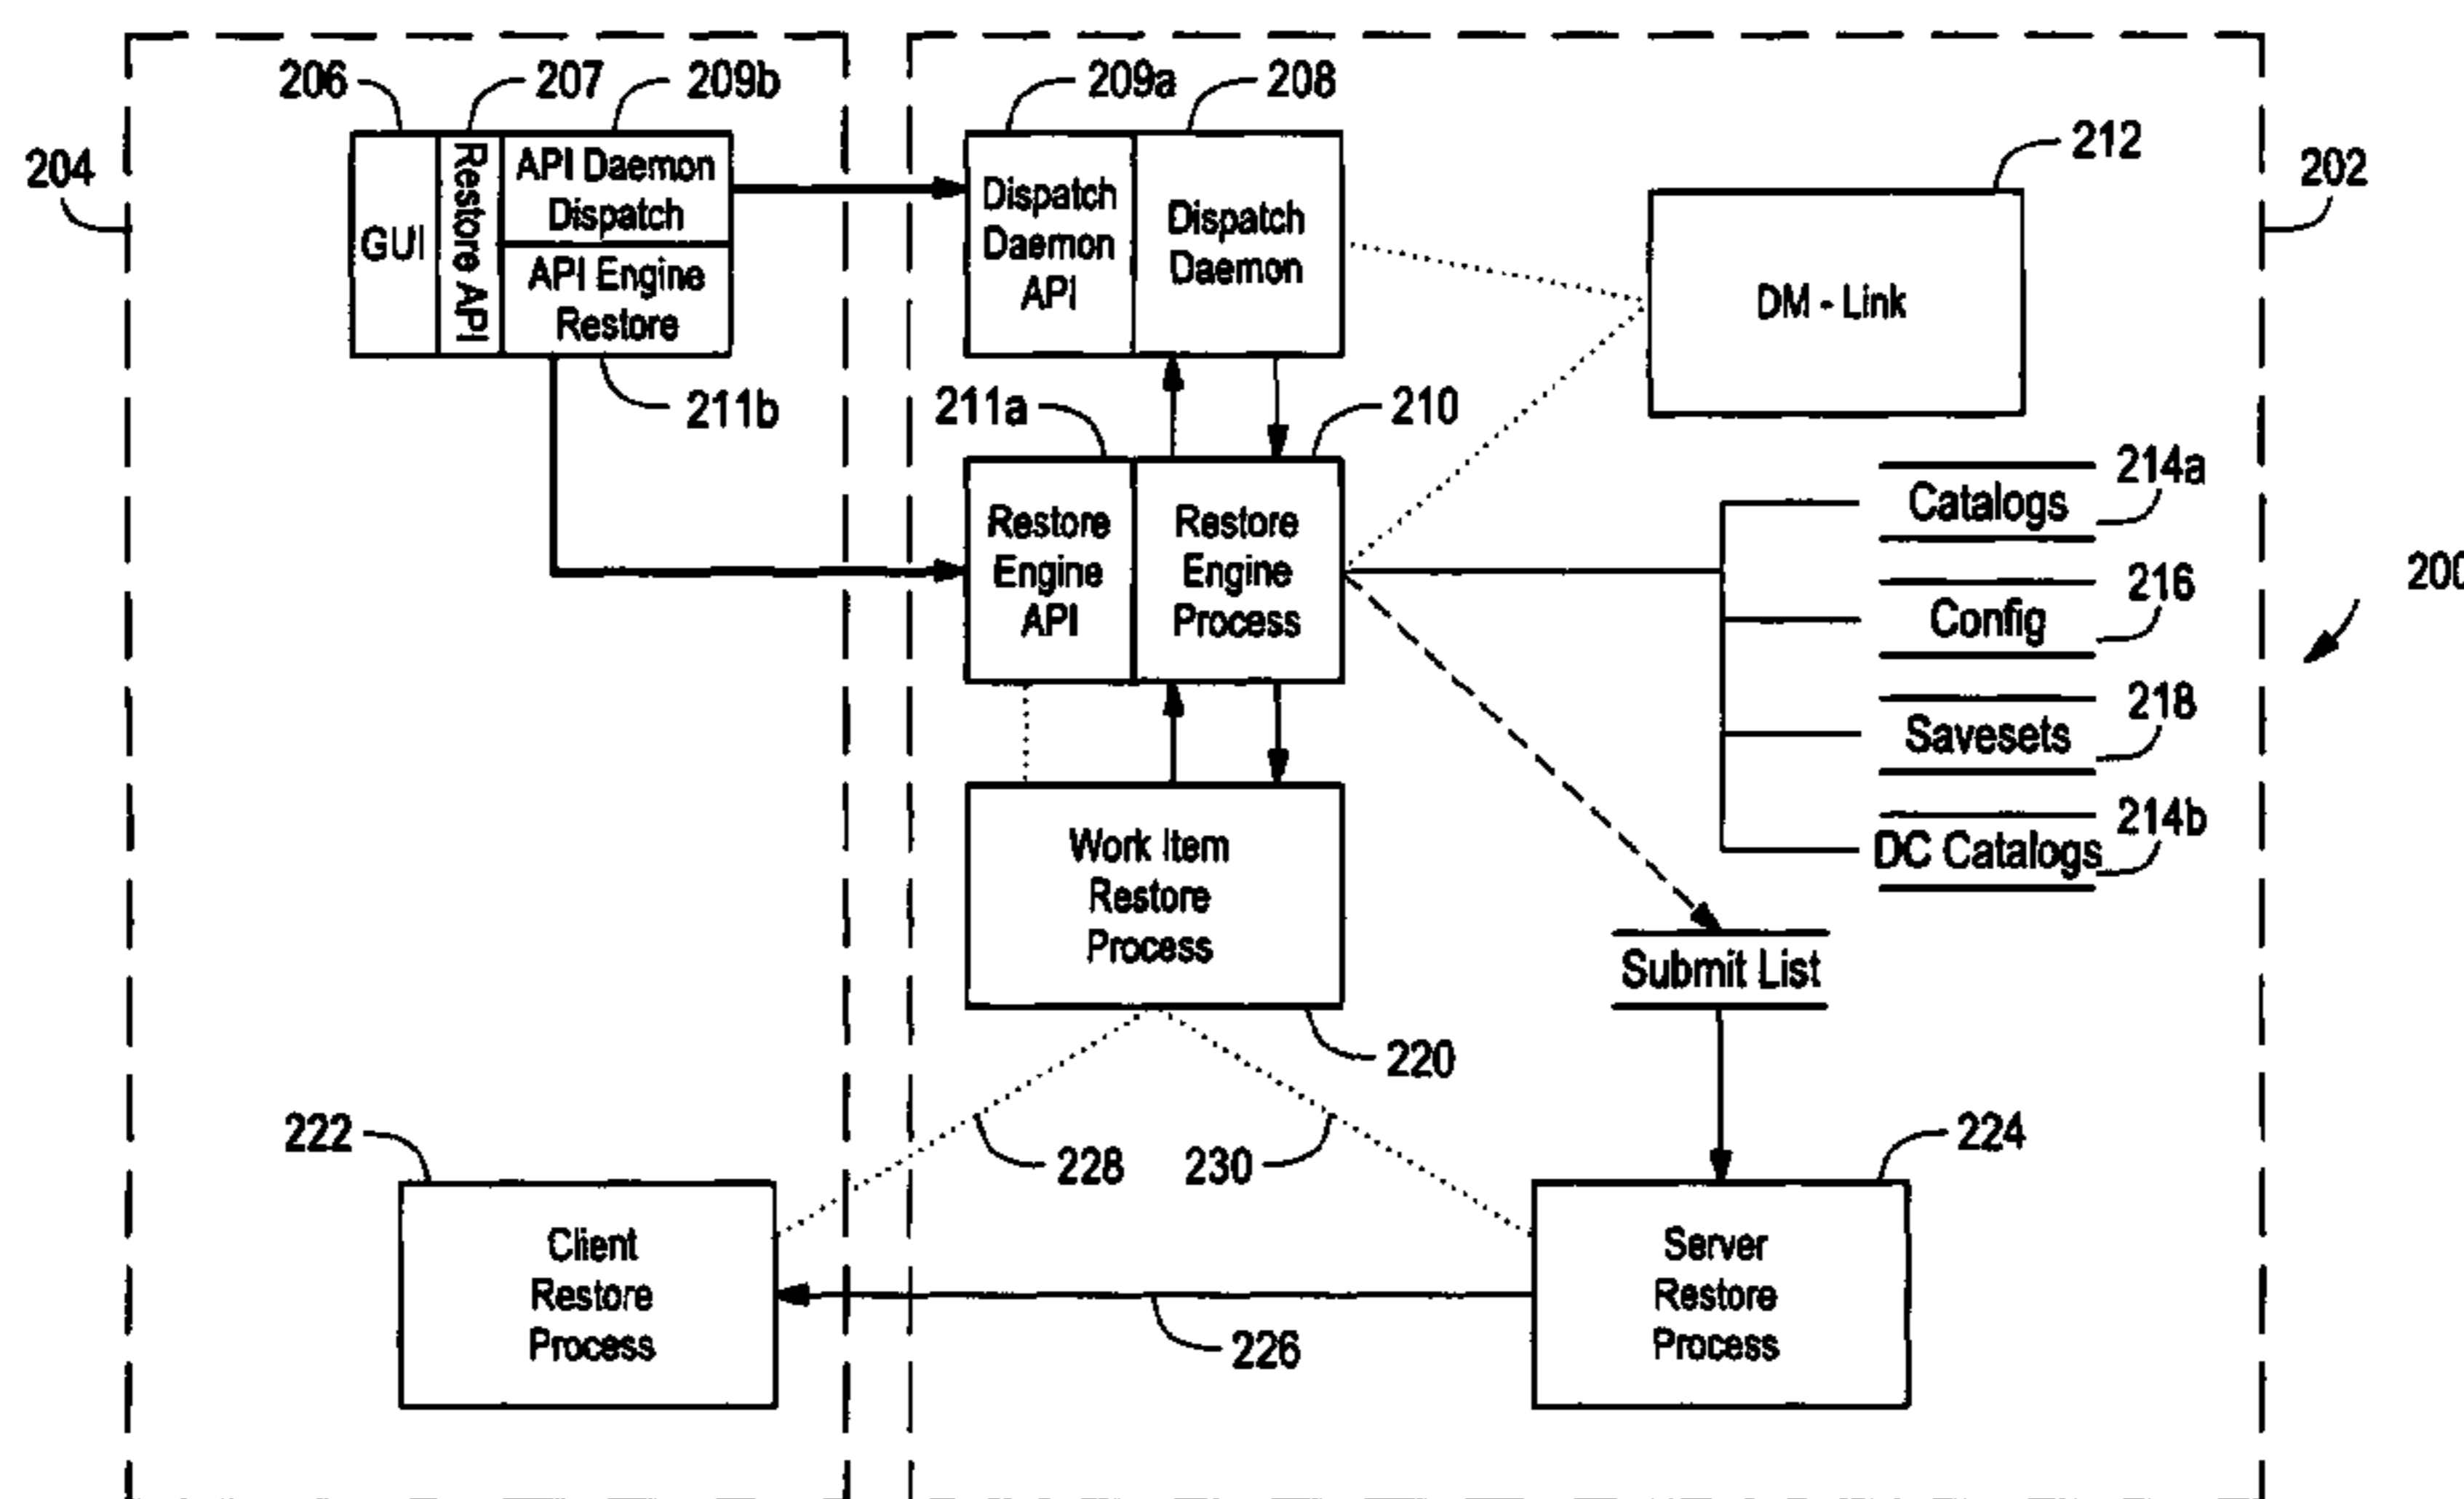 206
207
209b
209a
208
212
204
202
GUI
Restore API
API Daemon
Dispatch
API Engine
Restore
Dispatch
Daemon
API
Dispatch
Daemon
DM - Link
211b
211a
210
214a
Catalogs
216
Config
200
Restore
Engine
API
Restore
Engine
Process
218
Savesets
214b
DC Catalogs
Work Item
Restore
Process
Submit List
220
222
228
230
224
Client
Restore
Process
Server
Restore
Process
226